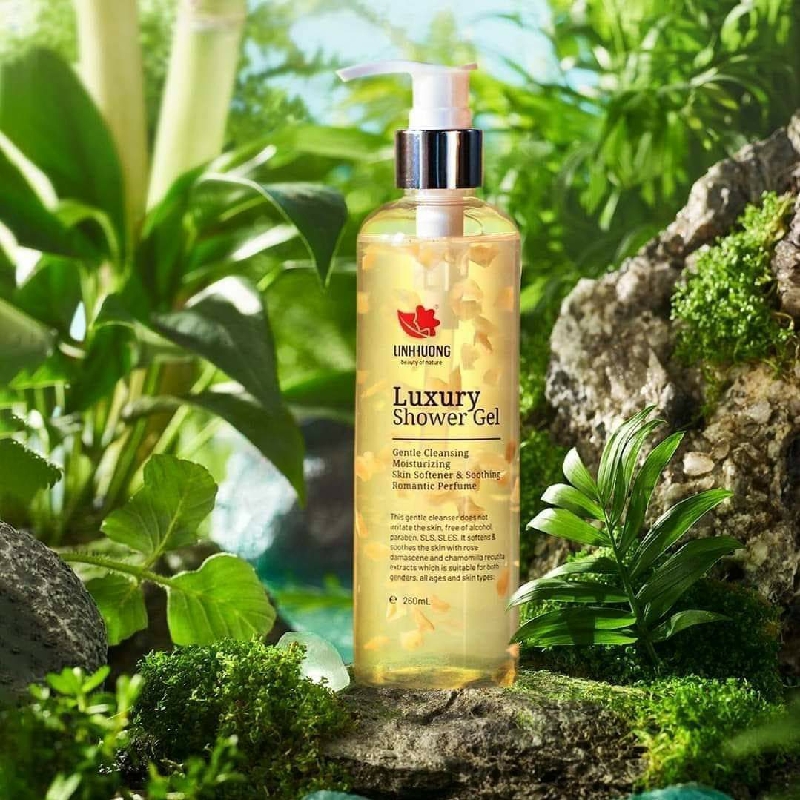 LINH HUONG
beauty of nature
Luxury
Shower Gel
Gentle Cleansing
Moisturizing
Skin Softener & Soothing
Romantic Perfume
This gentle cleanser does not
irritate the skin, free of alcohol
paraben, SLS, SLES. It softens &
soothes the skin with rose
damascene and chamomilla recutita
extracts which is suitable for both
genders, all ages and skin types.
℮ 250mL